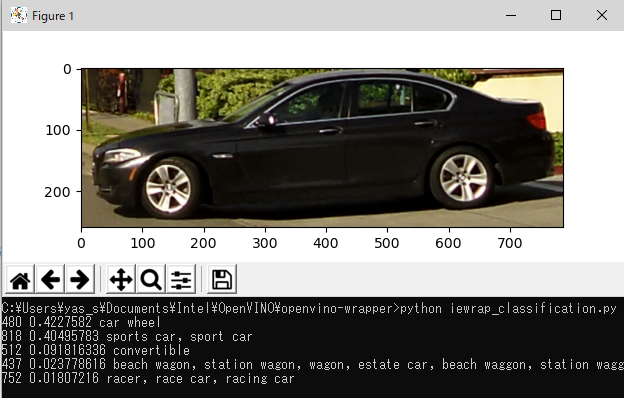 Figure 1
0
100
200
0 100 200 300 400 500 600 700
C:¥Users¥yas_s¥Documents¥Intel¥OpenVINO¥openvino-wrapper>python iewrap_classification.py
480 0.4227582 car wheel
818 0.40495783 sports car, sport car
512 0.091816336 convertible
437 0.023778616 beach wagon, station wagon, wagon, estate car, beach waggon, station wagg
752 0.01807216 racer, race car, racing car